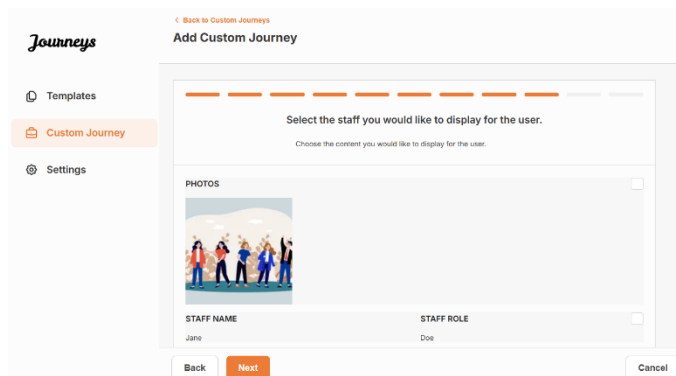 Journeys
Templates
Custom Journey
Settings
< Back to Custom Journeys
Add Custom Journey
Select the staff you would like to display for the user.
Choose the content you would like to display for the user.
PHOTOS
STAFF NAME STAFF ROLE
Jane Doe
Back Next Cancel